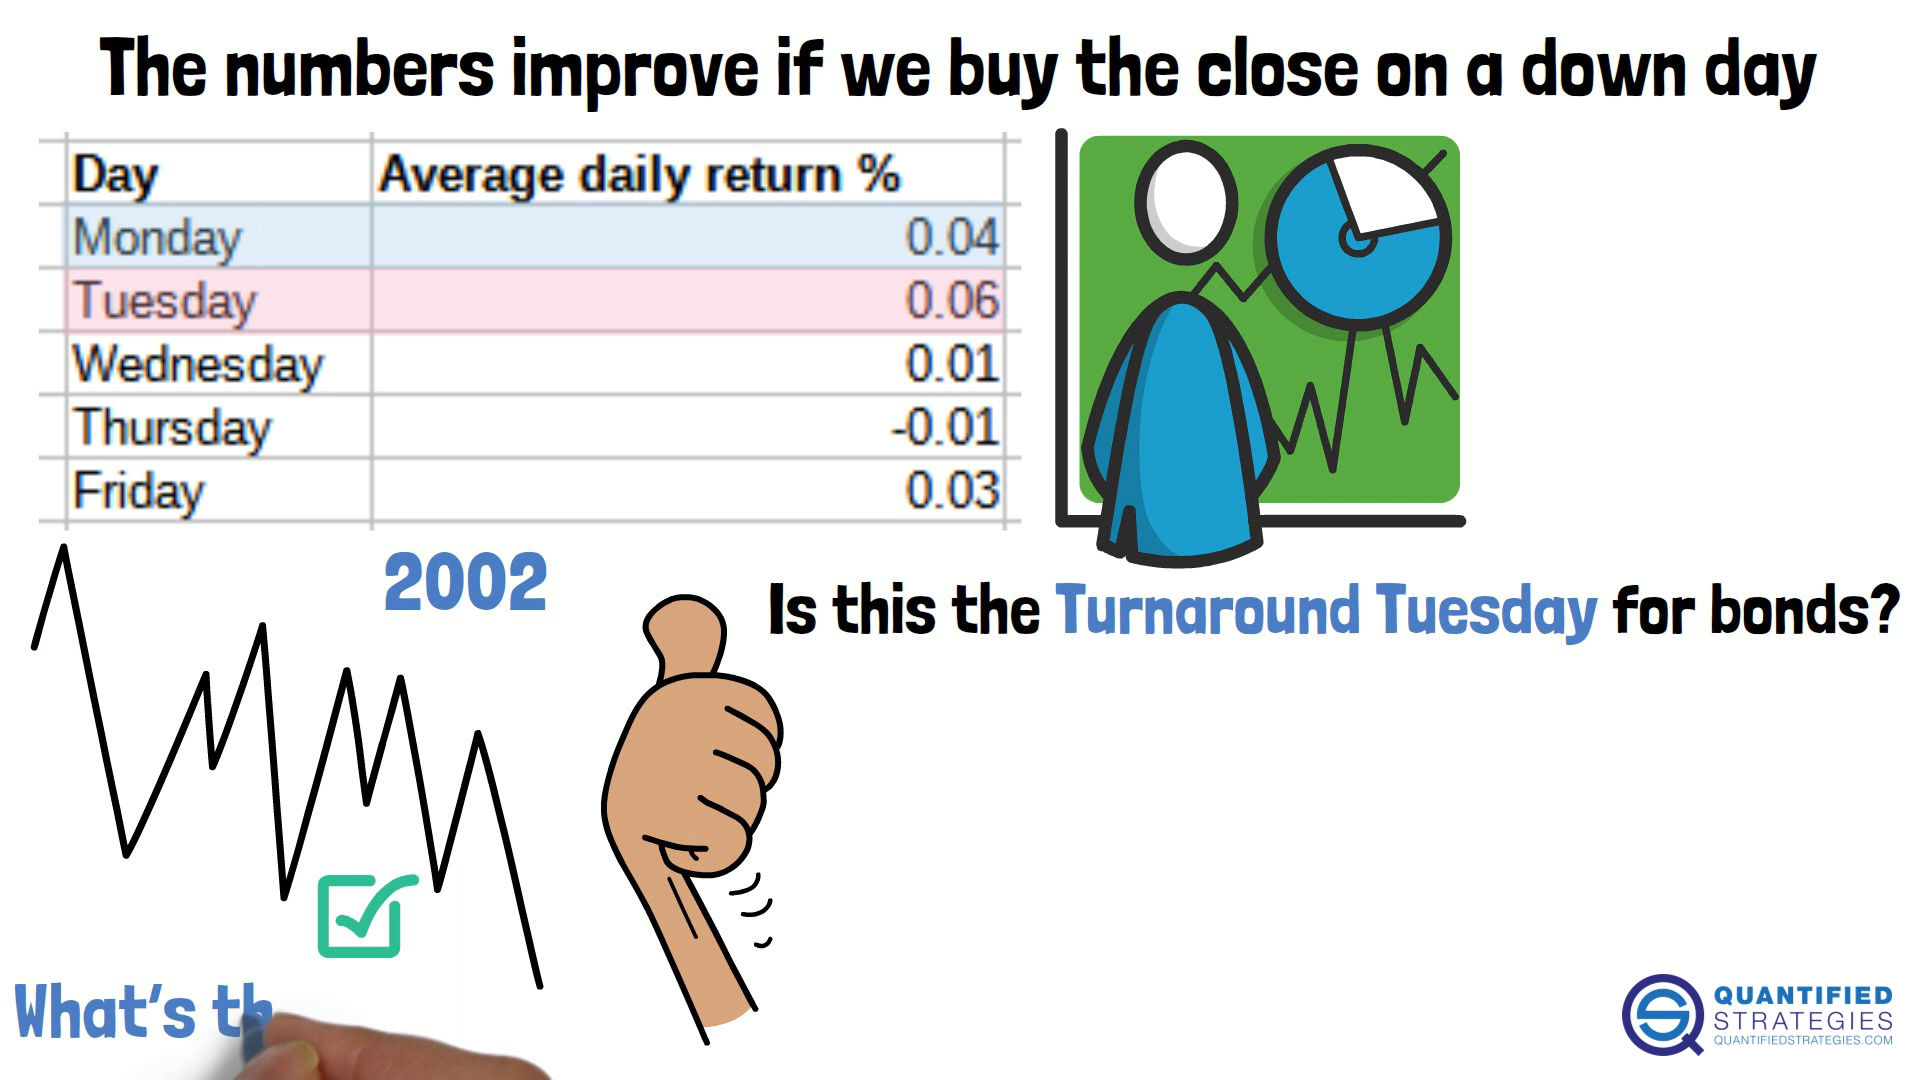 The numbers improve if we buy the close on a down day
Day Average daily return %
Monday 0.04
Tuesday 0.06
Wednesday 0.01
Thursday -0.01
Friday 0.03
2002
Is this the Turnaround Tuesday for bonds?
What's th
QUANTIFIED
STRATEGIES
QUANTIFIEDSTRATEGIES.COM